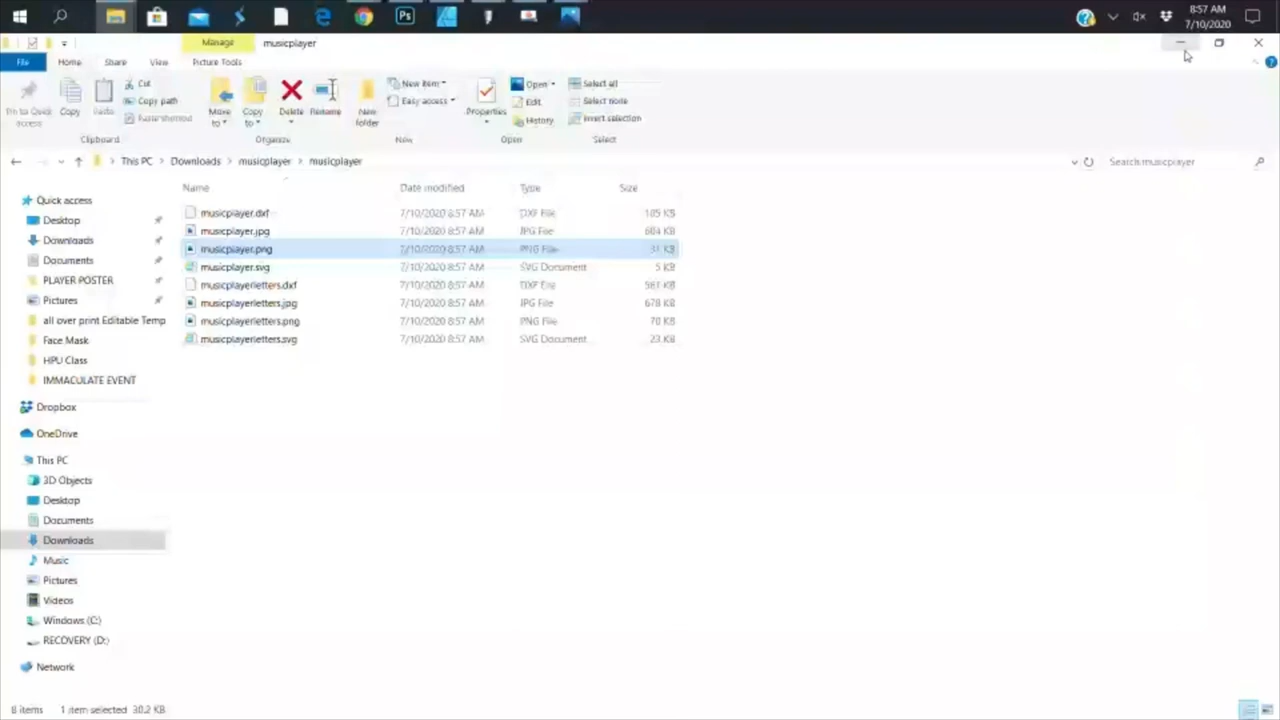 Ps
8:57 AM
7/10/2020
Manage
musicplayer
File
Home
Share
View
Picture Tools
Pin to Quick access
Copy
Paste
Cut
Copy path
Paste shortcut
Move to
Copy to
Delete
Rename
New folder
New item
Easy access
Properties
Open
Edit
History
Select all
Select none
Invert selection
Clipboard
Organize
New
Open
Select
This PC > Downloads > musicplayer > musicplayer
Search musicplayer
Name
Date modified
Type
Size
musicplayer.dxf 7/10/2020 8:57 AM DXF File 185 KB
musicplayer.jpg 7/10/2020 8:57 AM JPG File 604 KB
musicplayer.png 7/10/2020 8:57 AM PNG File 31 KB
musicplayer.svg 7/10/2020 8:57 AM SVG Document 5 KB
musicplayerletters.dxf 7/10/2020 8:57 AM DXF File 561 KB
musicplayerletters.jpg 7/10/2020 8:57 AM JPG File 678 KB
musicplayerletters.png 7/10/2020 8:57 AM PNG File 70 KB
musicplayerletters.svg 7/10/2020 8:57 AM SVG Document 23 KB
Quick access
Desktop
Downloads
Documents
PLAYER POSTER
Pictures
all over print Editable Temp
Face Mask
HPU Class
IMMACULATE EVENT
Dropbox
OneDrive
This PC
3D Objects
Desktop
Documents
Downloads
Music
Pictures
Videos
Windows (C:)
RECOVERY (D:)
Network
8 items 1 item selected 30.2 KB